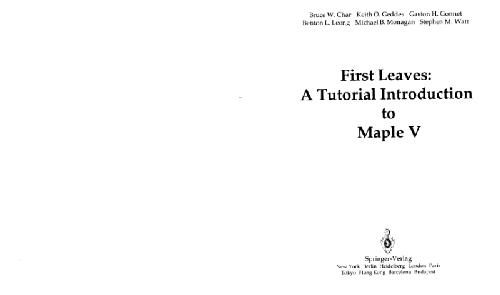 Bruce W. Char Keith O. Geddes Gaston H. Gonnet
Benton L. Leong Michael B. Monagan Stephen M. Watt
First Leaves:
A Tutorial Introduction
to
Maple V
Springer-Verlag
New York Berlin Heidelberg London Paris
Tokyo Hong Kong Barcelona Budapest